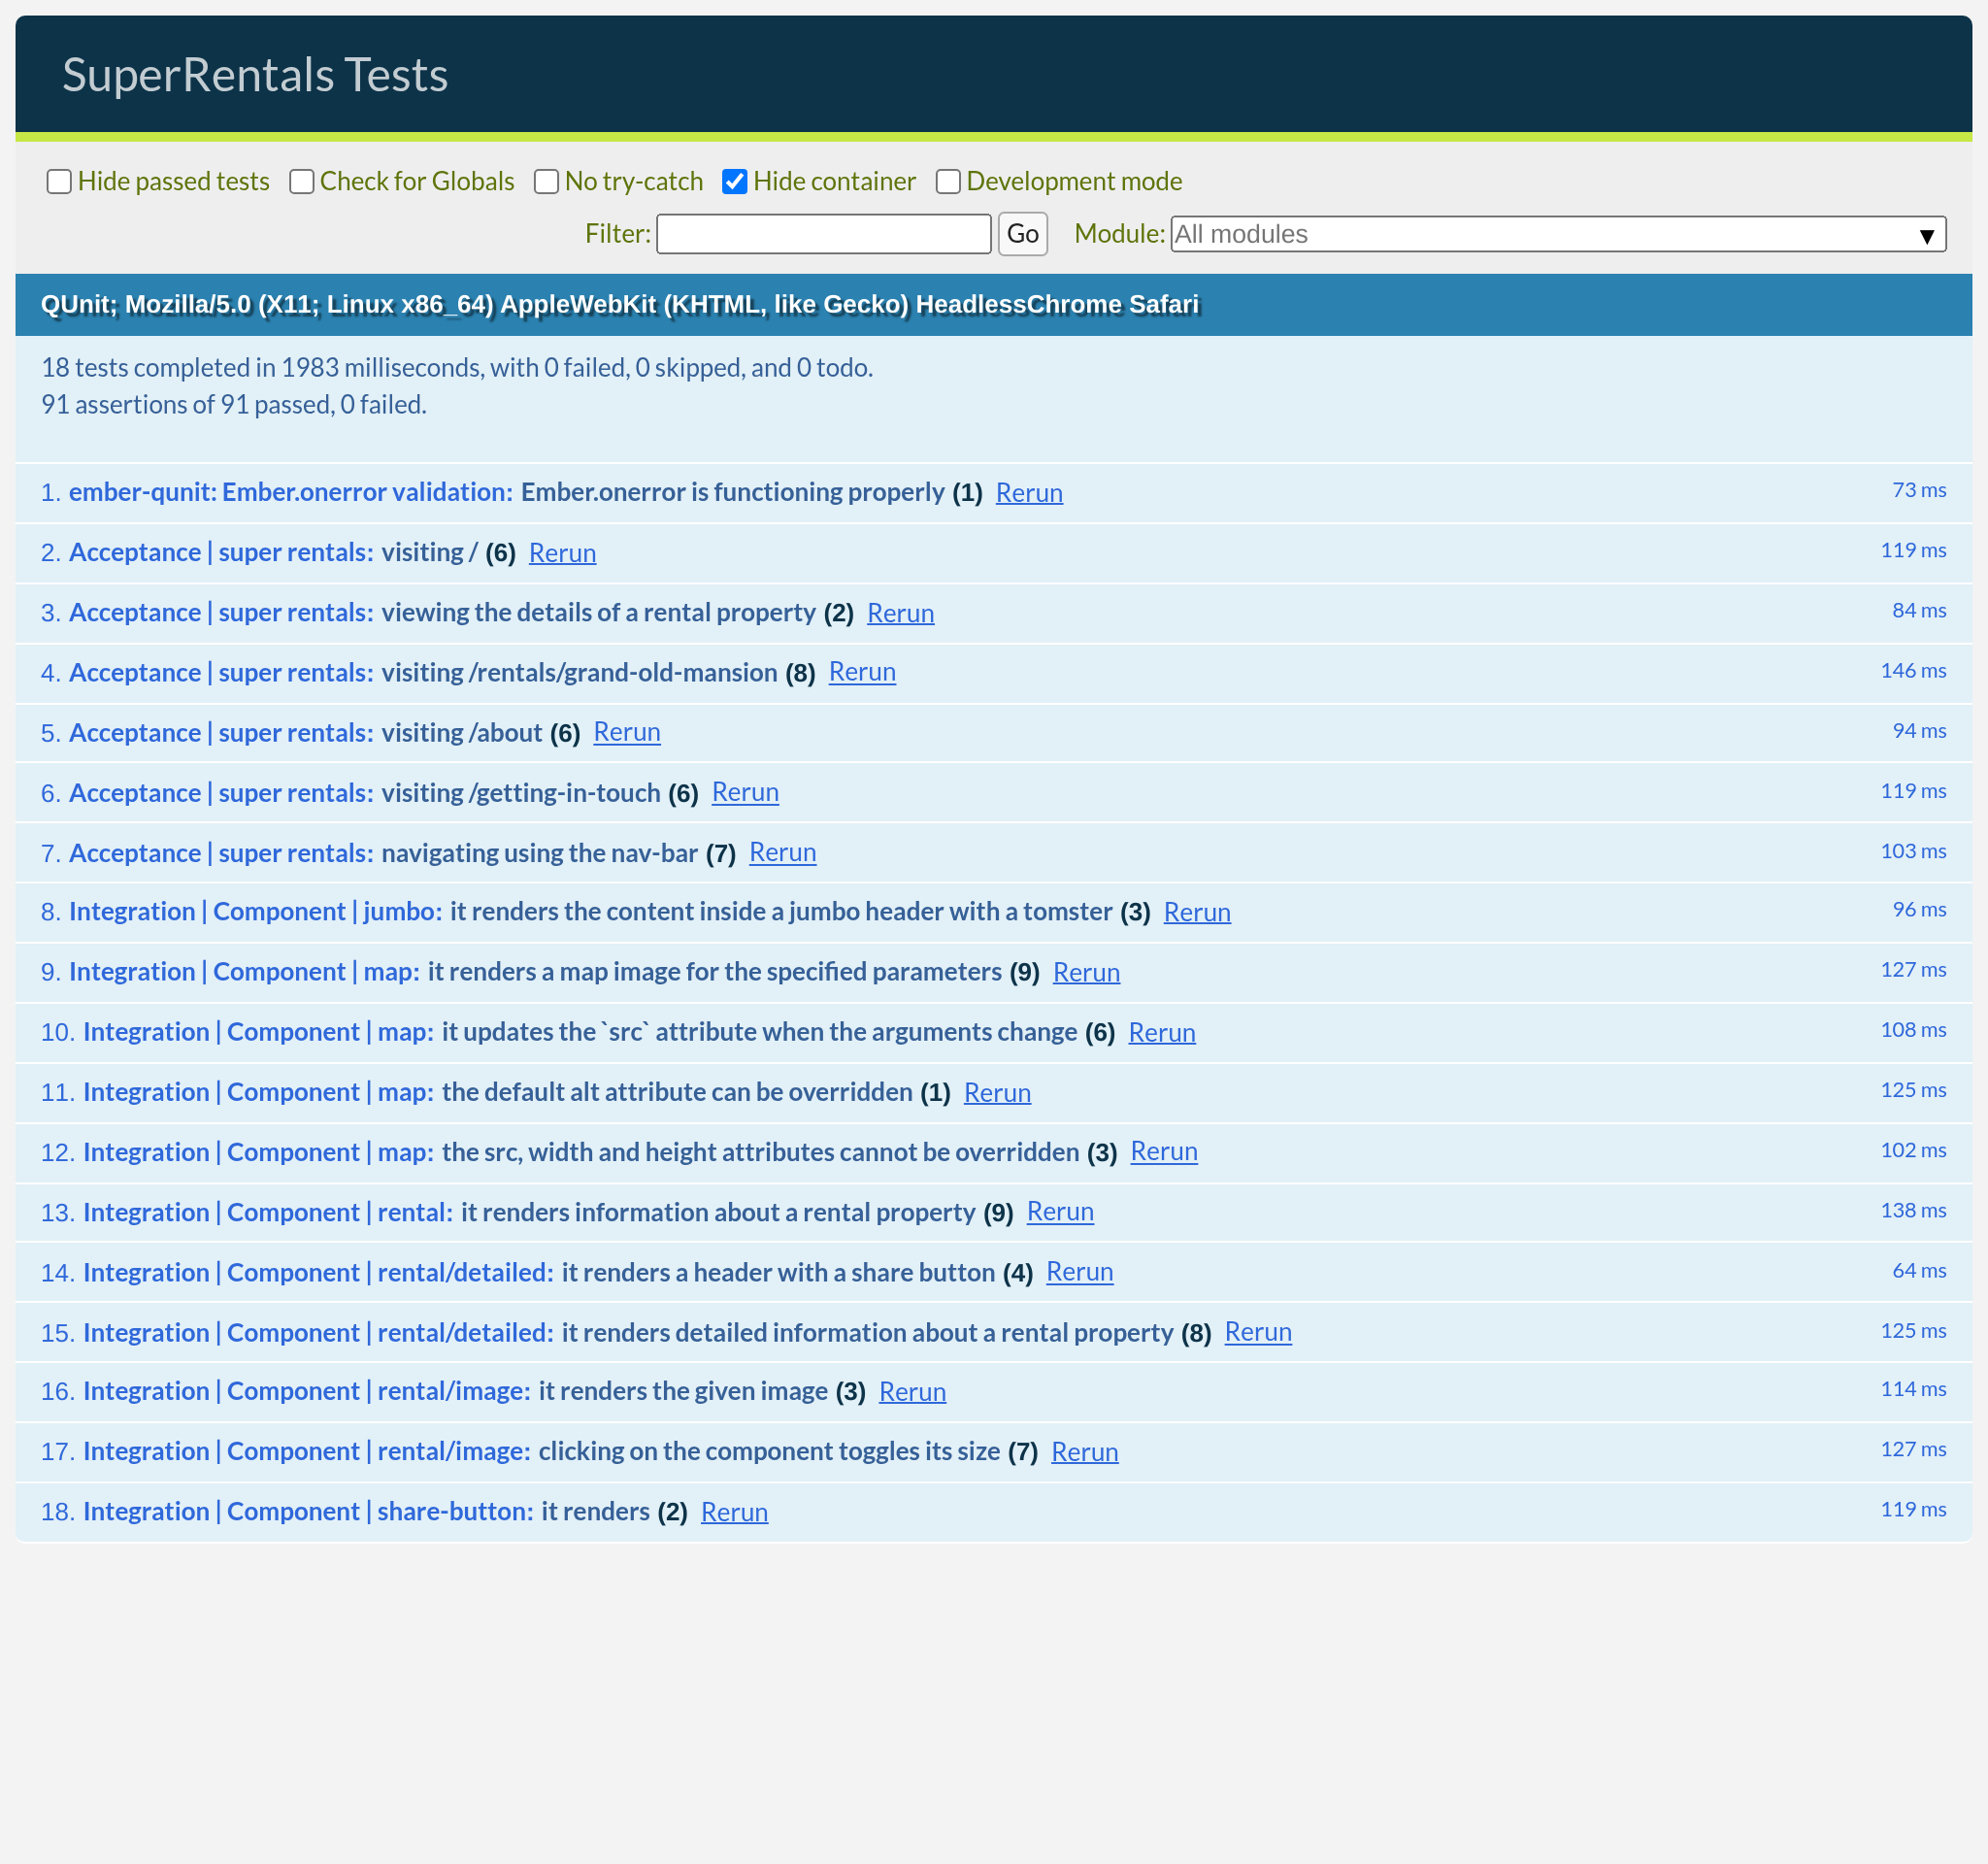 SuperRentals Tests
Hide passed tests Check for Globals No try-catch Hide container Development mode
Filter: Go Module: All modules ▼
QUnit; Mozilla/5.0 (X11; Linux x86_64) AppleWebKit (KHTML, like Gecko) HeadlessChrome Safari
18 tests completed in 1983 milliseconds, with 0 failed, 0 skipped, and 0 todo.
91 assertions of 91 passed, 0 failed.
1. ember-qunit: Ember.onerror validation: Ember.onerror is functioning properly (1) Rerun 73 ms
2. Acceptance | super rentals: visiting / (6) Rerun 119 ms
3. Acceptance | super rentals: viewing the details of a rental property (2) Rerun 84 ms
4. Acceptance | super rentals: visiting /rentals/grand-old-mansion (8) Rerun 146 ms
5. Acceptance | super rentals: visiting /about (6) Rerun 94 ms
6. Acceptance | super rentals: visiting /getting-in-touch (6) Rerun 119 ms
7. Acceptance | super rentals: navigating using the nav-bar (7) Rerun 103 ms
8. Integration | Component | jumbo: it renders the content inside a jumbo header with a tomster (3) Rerun 96 ms
9. Integration | Component | map: it renders a map image for the specified parameters (9) Rerun 127 ms
10. Integration | Component | map: it updates the `src` attribute when the arguments change (6) Rerun 108 ms
11. Integration | Component | map: the default alt attribute can be overridden (1) Rerun 125 ms
12. Integration | Component | map: the src, width and height attributes cannot be overridden (3) Rerun 102 ms
13. Integration | Component | rental: it renders information about a rental property (9) Rerun 138 ms
14. Integration | Component | rental/detailed: it renders a header with a share button (4) Rerun 64 ms
15. Integration | Component | rental/detailed: it renders detailed information about a rental property (8) Rerun 125 ms
16. Integration | Component | rental/image: it renders the given image (3) Rerun 114 ms
17. Integration | Component | rental/image: clicking on the component toggles its size (7) Rerun 127 ms
18. Integration | Component | share-button: it renders (2) Rerun 119 ms